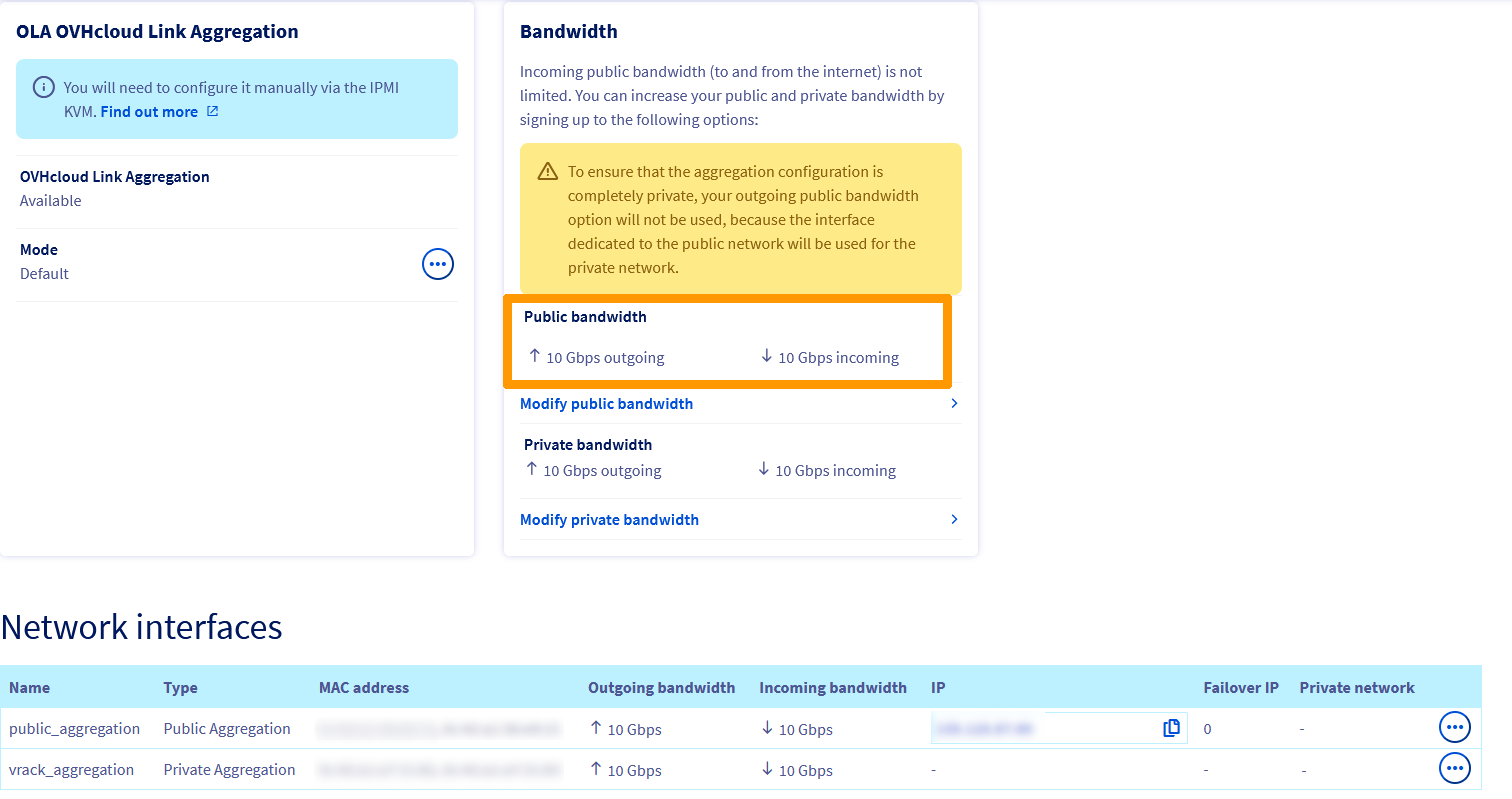 OLA OVHcloud Link Aggregation
You will need to configure it manually via the IPMI
KVM. Find out more
OVHcloud Link Aggregation
Available
Mode
Default
Bandwidth
Incoming public bandwidth (to and from the internet) is not
limited. You can increase your public and private bandwidth by
signing up to the following options:
To ensure that the aggregation configuration is
completely private, your outgoing public bandwidth
option will not be used, because the interface
dedicated to the public network will be used for the
private network.
Public bandwidth
↑ 10 Gbps outgoing ↓ 10 Gbps incoming
Modify public bandwidth
Private bandwidth
↑ 10 Gbps outgoing ↓ 10 Gbps incoming
Modify private bandwidth
Network interfaces
Name Type MAC address Outgoing bandwidth Incoming bandwidth IP Failover IP Private network
public_aggregation Public Aggregation ↑ 10 Gbps ↓ 10 Gbps 0 -
vrack_aggregation Private Aggregation ↑ 10 Gbps ↓ 10 Gbps - - -